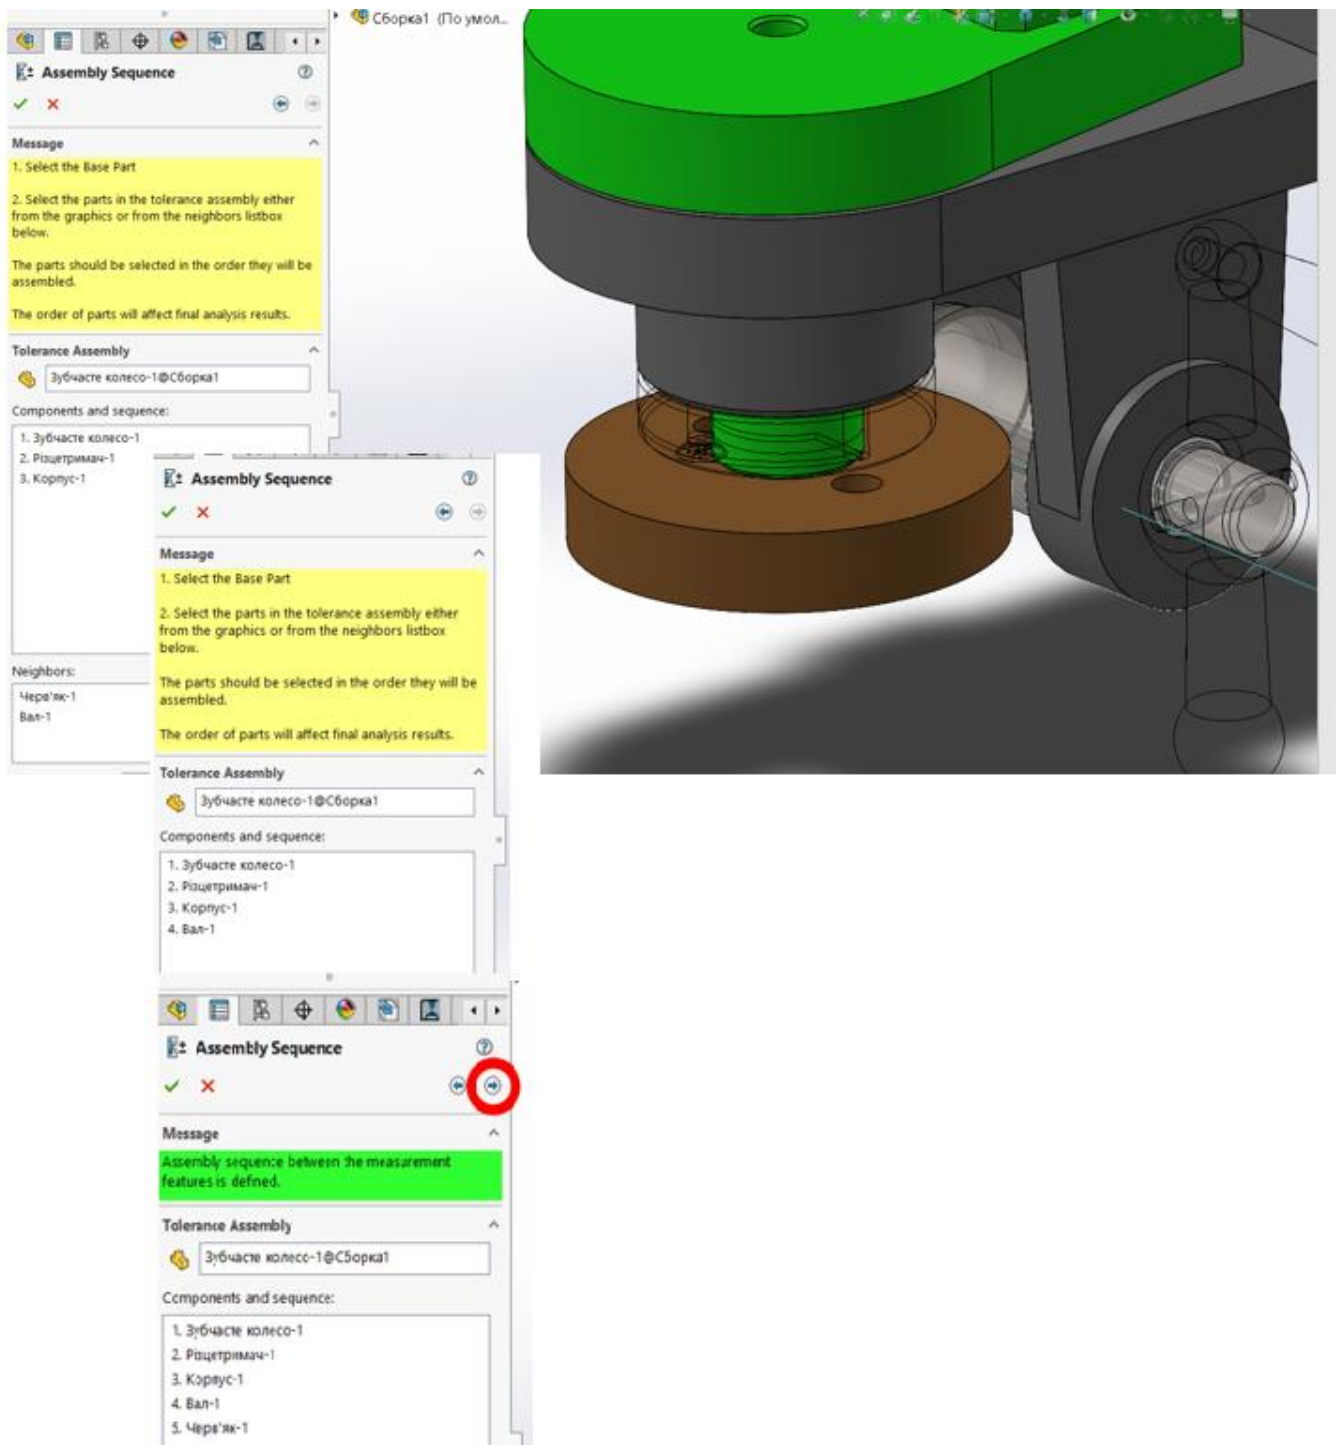 Сборка1 (По умол...
Assembly Sequence
Message
1. Select the Base Part
2. Select the parts in the tolerance assembly either
from the graphics or from the neighbors listbox
below.
The parts should be selected in the order they will be
assembled.
The order of parts will affect final analysis results.
Tolerance Assembly
Зубчасте колесо-1@Сборка1
Components and sequence:
1. Зубчасте колесо-1
2. Різцетримач-1
3. Корпус-1
Neighbors:
Черв'як-1
Вал-1
Assembly Sequence
Message
1. Select the Base Part
2. Select the parts in the tolerance assembly either
from the graphics or from the neighbors listbox
below.
The parts should be selected in the order they will be
assembled.
The order of parts will affect final analysis results.
Tolerance Assembly
Зубчасте колесо-1@Сборка1
Components and sequence:
1. Зубчасте колесо-1
2. Різцетримач-1
3. Корпус-1
4. Вал-1
Assembly Sequence
Message
Assembly sequence between the measurement
features is defined.
Tolerance Assembly
Зубчасте колесо-1@Сборка1
Components and sequence:
1. Зубчасте колесо-1
2. Різцетримач-1
3. Корпус-1
4. Вал-1
5. Черв'як-1